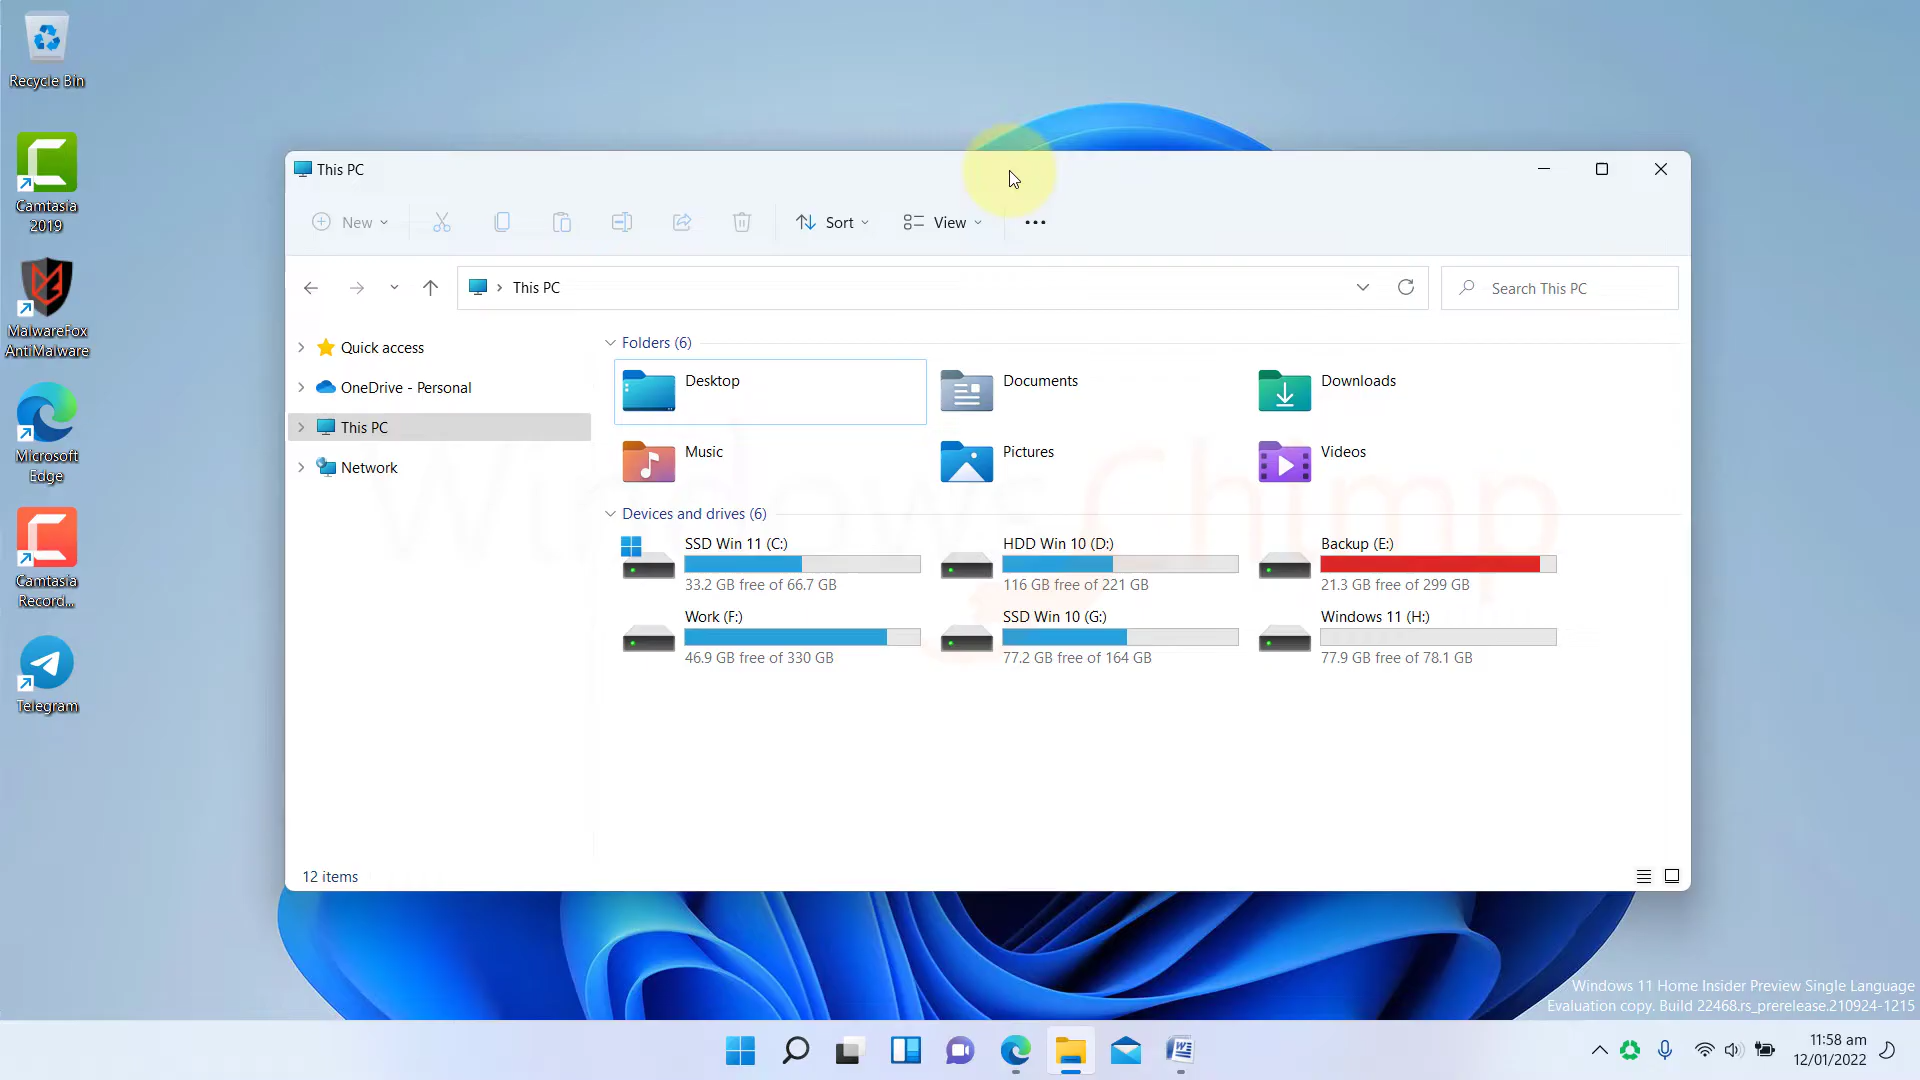 Recycle Bin
Camtasia
2019
MalwareFox
AntiMalware
Microsoft
Edge
Camtasia
Record...
Telegram
This PC
New
Sort
View
This PC
Search This PC
Quick access
OneDrive - Personal
This PC
Network
Folders (6)
Desktop
Documents
Downloads
Music
Pictures
Videos
Windows Chimp
Devices and drives (6)
SSD Win 11 (C:)
33.2 GB free of 66.7 GB
HDD Win 10 (D:)
116 GB free of 221 GB
Backup (E:)
21.3 GB free of 299 GB
Work (F:)
46.9 GB free of 330 GB
SSD Win 10 (G:)
77.2 GB free of 164 GB
Windows 11 (H:)
77.9 GB free of 78.1 GB
12 items
Windows 11 Home Insider Preview Single Language
Evaluation copy. Build 22468.rs_prerelease.210924-1215
11:58 am
12/01/2022